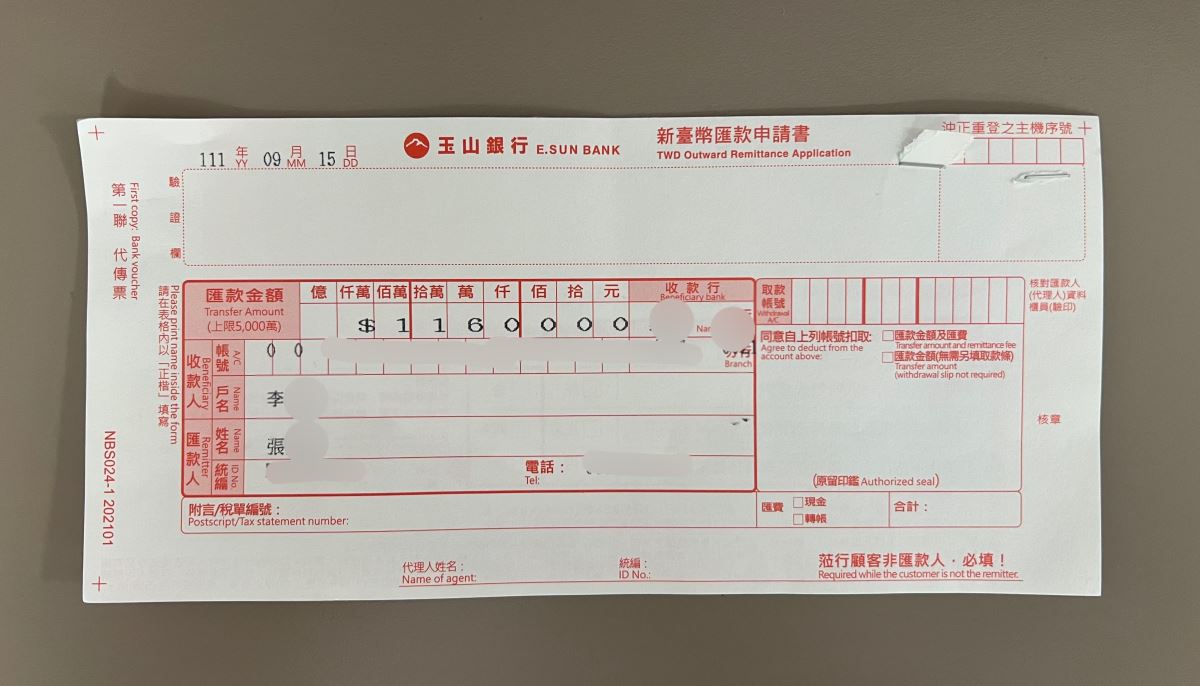 沖正重登之主機序號
玉山銀行 E.SUN BANK
新臺幣匯款申請書
TWD Outward Remittance Application
111 年 09 月 15 日
YY MM DD
驗證欄
第一聯 代傳票
First copy: Bank voucher
請在表格內以「正楷」填寫
Please print name inside the form
NBS024-1 202101
匯款金額
Transfer Amount
(上限5,000萬)
億 仟萬 佰萬 拾萬 萬 仟 佰 拾 元
$1160000
收款行
Beneficiary bank
Branch
收款人
Beneficiary
帳號
A/C
0 0
戶名
Name
李
匯款人
Remitter
姓名
Name
張
統編
ID No.
電話：
Tel:
附言/稅單編號：
Postscript/Tax statement number:
取款帳號
Withdrawal
A/C
同意自上列帳號扣取:
Agree to deduct from the
account above:
匯款金額及匯費
Transfer amount and remittance fee
匯款金額(無需另填取款條)
Transfer amount
(withdrawal slip not required)
(原留印鑑 Authorized seal)
匯費
現金
轉帳
合計：
核對匯款人
(代理人)資料
櫃員(驗印)
核章
代理人姓名：
Name of agent:
統編：
ID No.:
蒞行顧客非匯款人，必填！
Required while the customer is not the remitter.